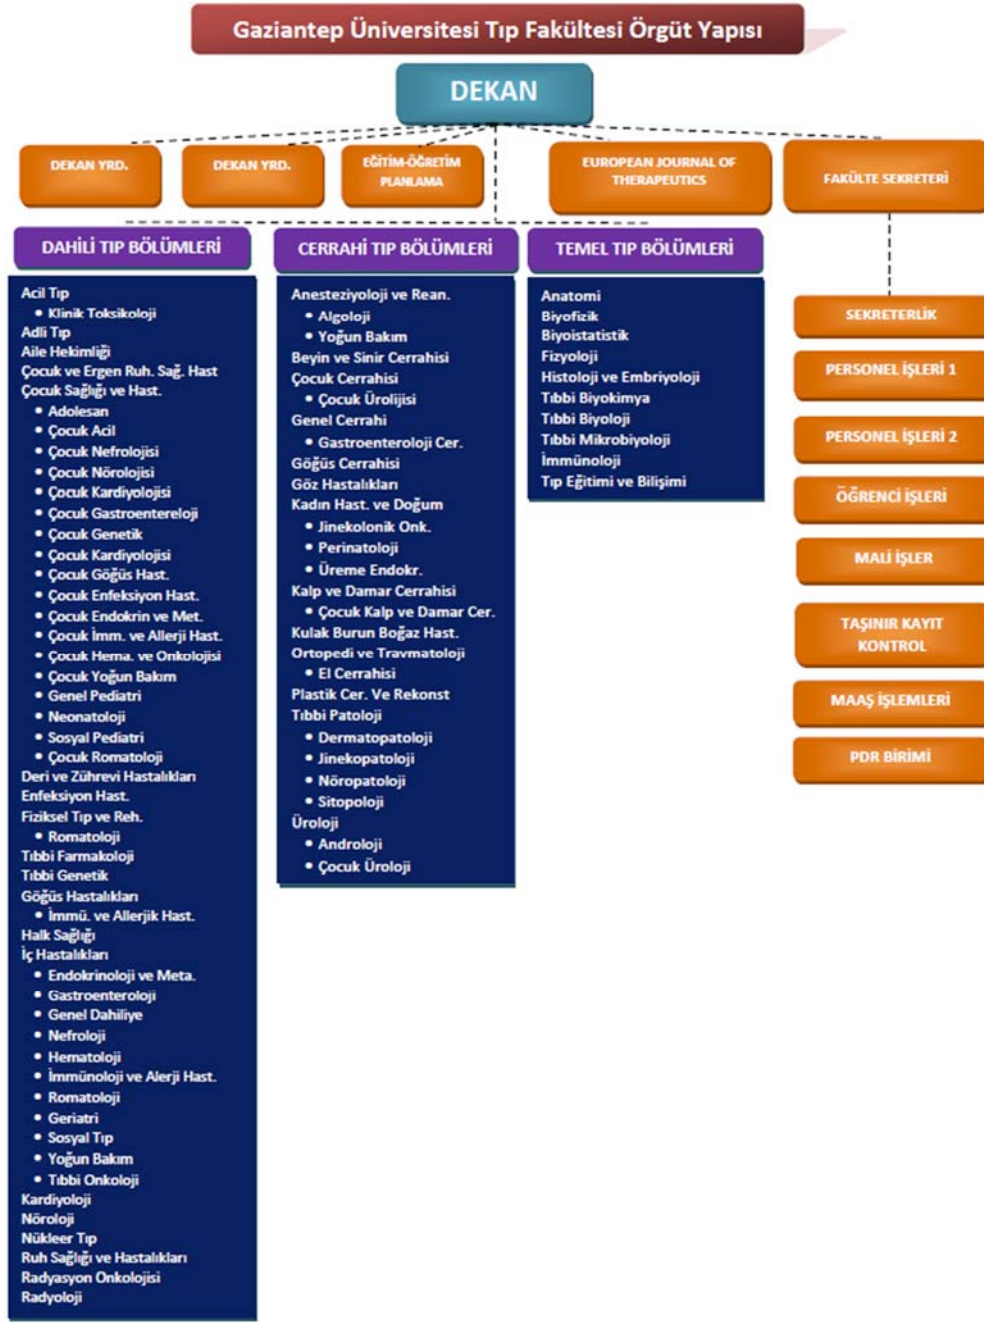 Gaziantep Üniversitesi Tıp Fakültesi Örgüt Yapısı
DEKAN
DEKAN YRD.
DEKAN YRD.
EĞİTİM-ÖĞRETİM
PLANLAMA
EUROPEAN JOURNAL OF
THERAPEUTICS
FAKÜLTE SEKRETERİ
DAHİLİ TIP BÖLÜMLERİ
Acil Tıp
• Klinik Toksikoloji
Adli Tıp
Aile Hekimliği
Çocuk ve Ergen Ruh. Sağ. Hast
Çocuk Sağlığı ve Hast.
• Adolesan
• Çocuk Acil
• Çocuk Nefrolojisi
• Çocuk Nörolojisi
• Çocuk Kardiyolojisi
• Çocuk Gastroentereloji
• Çocuk Genetik
• Çocuk Kardiyolojisi
• Çocuk Göğüs Hast.
• Çocuk Enfeksiyon Hast.
• Çocuk Endokrin ve Met.
• Çocuk İmm. ve Allerji Hast.
• Çocuk Hema. ve Onkolojisi
• Çocuk Yoğun Bakım
• Genel Pediatri
• Neonatoloji
• Sosyal Pediatri
• Çocuk Romatoloji
Deri ve Zührevi Hastalıkları
Enfeksiyon Hast.
Fiziksel Tıp ve Reh.
• Romatoloji
Tıbbi Farmakoloji
Tıbbi Genetik
Göğüs Hastalıkları
• İmmü. ve Allerjik Hast.
Halk Sağlığı
İç Hastalıkları
• Endokrinoloji ve Meta.
• Gastroenteroloji
• Genel Dahiliye
• Nefroloji
• Hematoloji
• İmmünoloji ve Alerji Hast.
• Romatoloji
• Geriatri
• Sosyal Tıp
• Yoğun Bakım
• Tıbbi Onkoloji
Kardiyoloji
Nöroloji
Nükleer Tıp
Ruh Sağlığı ve Hastalıkları
Radyasyon Onkolojisi
Radyoloji
CERRAHİ TIP BÖLÜMLERİ
Anesteziyoloji ve Rean.
• Algoloji
• Yoğun Bakım
Beyin ve Sinir Cerrahisi
Çocuk Cerrahisi
• Çocuk Ürolijisi
Genel Cerrahi
• Gastroenteroloji Cer.
Göğüs Cerrahisi
Göz Hastalıkları
Kadın Hast. ve Doğum
• Jinekolonik Onk.
• Perinatoloji
• Üreme Endokr.
Kalp ve Damar Cerrahisi
• Çocuk Kalp ve Damar Cer.
Kulak Burun Boğaz Hast.
Ortopedi ve Travmatoloji
• El Cerrahisi
Plastik Cer. Ve Rekonst
Tıbbi Patoloji
• Dermatopatoloji
• Jinekopatoloji
• Nöropatoloji
• Sitopoloji
Üroloji
• Androloji
• Çocuk Üroloji
TEMEL TIP BÖLÜMLERİ
Anatomi
Biyofizik
Biyoistatistik
Fizyoloji
Histoloji ve Embriyoloji
Tıbbi Biyokimya
Tıbbi Biyoloji
Tıbbi Mikrobiyoloji
İmmünoloji
Tıp Eğitimi ve Bilişimi
SEKRETERLİK
PERSONEL İŞLERİ 1
PERSONEL İŞLERİ 2
ÖĞRENCİ İŞLERİ
MALİ İŞLER
TAŞINIR KAYIT
KONTROL
MAAŞ İŞLEMLERİ
PDR BİRİMİ